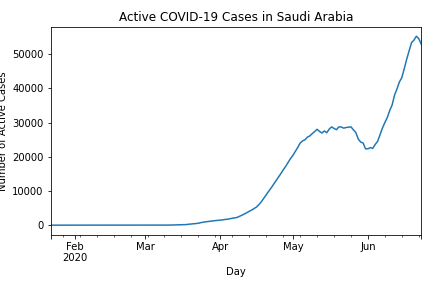 Active COVID-19 Cases in Saudi Arabia
Number of Active Cases
50000
40000
30000
20000
10000
0
Feb
2020
Mar
Apr
May
Jun
Day